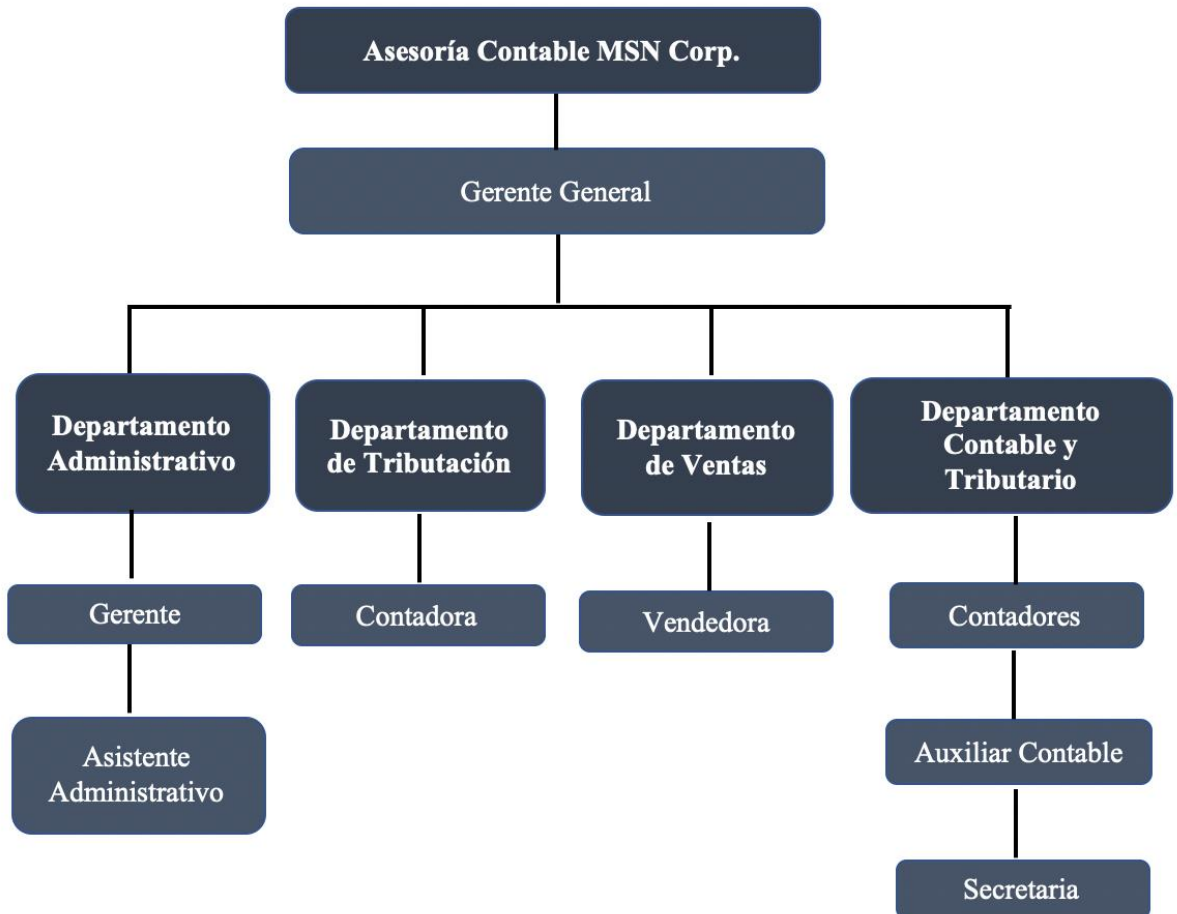 Asesoría Contable MSN Corp.
Gerente General
Departamento
Administrativo
Departamento
de Tributación
Departamento
de Ventas
Departamento
Contable y
Tributario
Gerente
Contadora
Vendedora
Contadores
Asistente
Administrativo
Auxiliar Contable
Secretaria